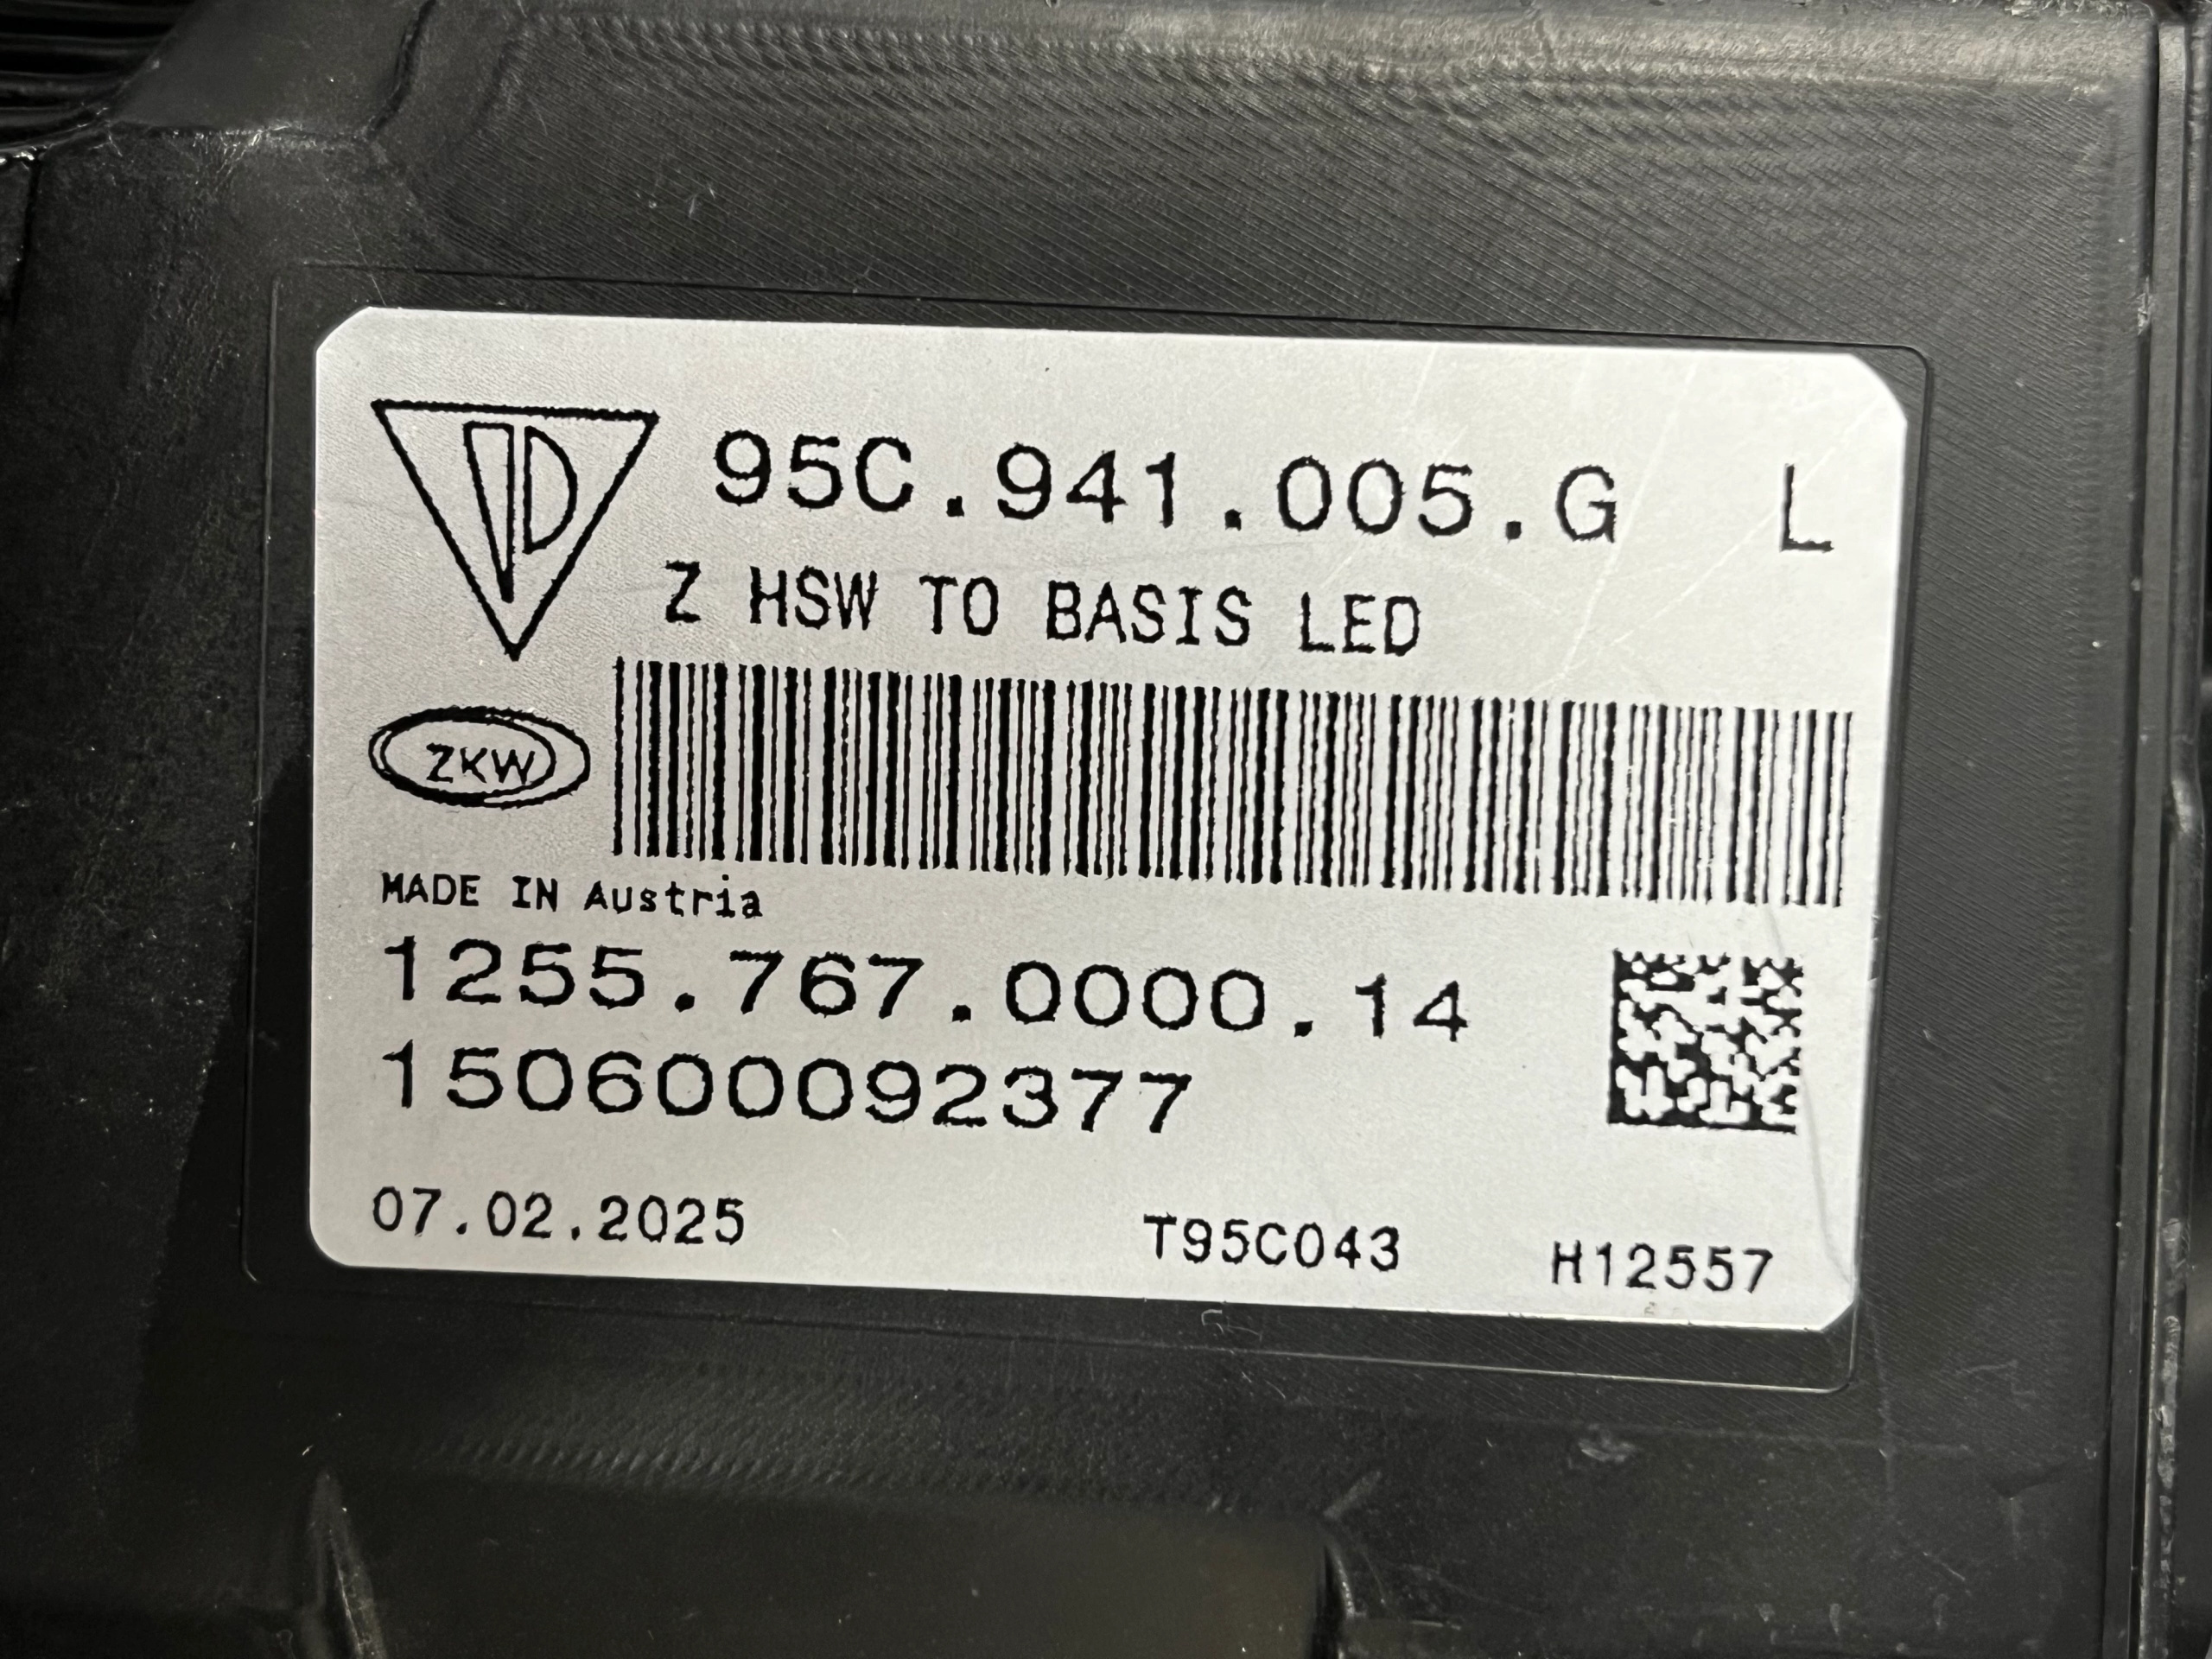 95C.941.005.G L
Z HSW TO BASIS LED
ZKW
MADE IN Austria
1255.767.0000.14
150600092377
07.02.2025 T95C043 H12557